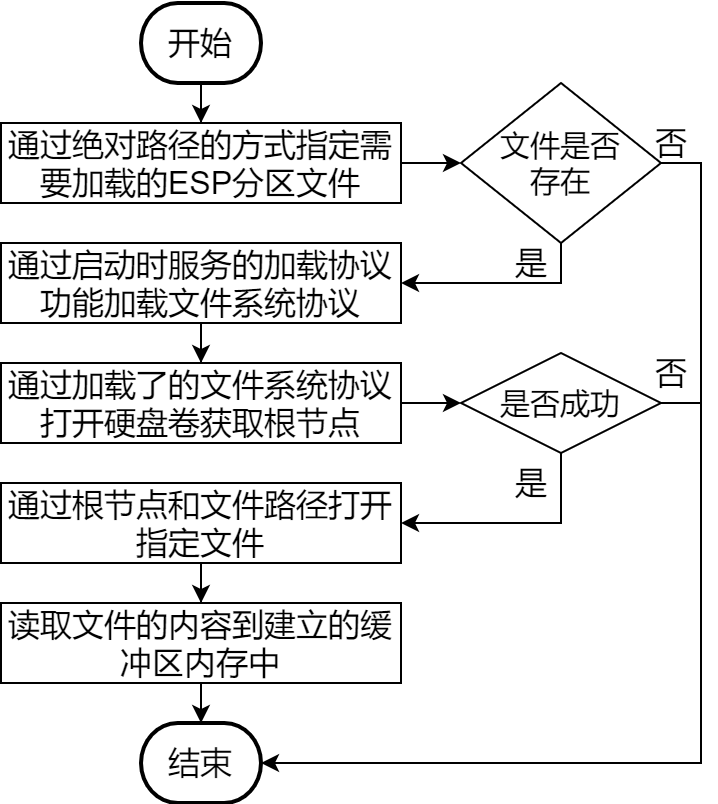 开始
通过绝对路径的方式指定需
要加载的ESP分区文件
文件是否
存在
否
是
通过启动时服务的加载协议
功能加载文件系统协议
通过加载了的文件系统协议
打开硬盘卷获取根节点
是否成功
否
是
通过根节点和文件路径打开
指定文件
读取文件的内容到建立的缓
冲区内存中
结束